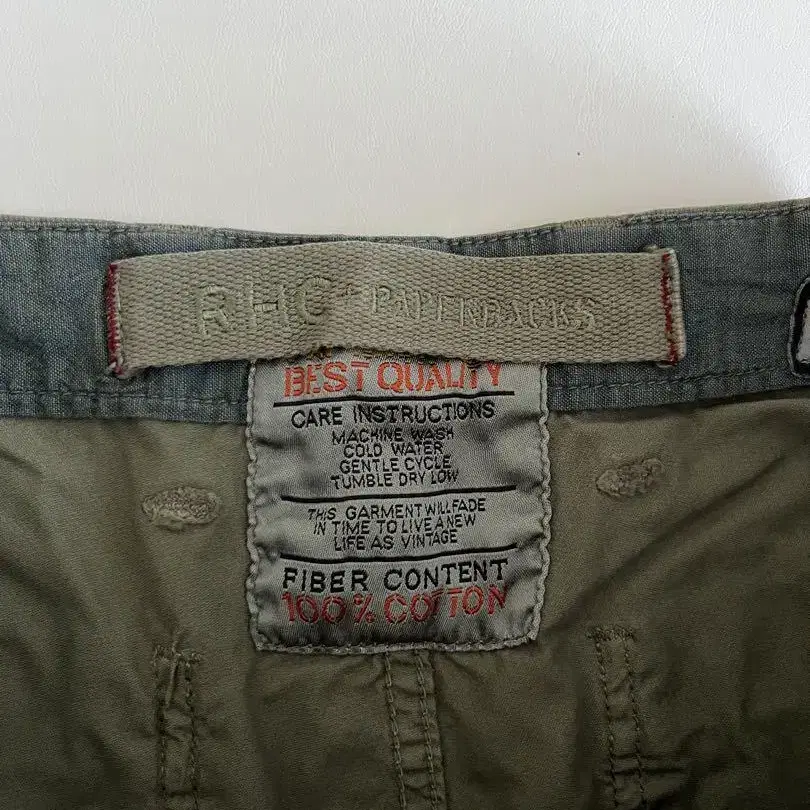 RHC+PAPERBACKS
BEST QUALITY
CARE INSTRUCTIONS
MACHINE WASH
COLD WATER
GENTLE CYCLE
TUMBLE DRY LOW
THIS GARMENT WILL FADE
IN TIME TO LIVE A NEW
LIFE AS VINTAGE
FIBER CONTENT
100% COTTON